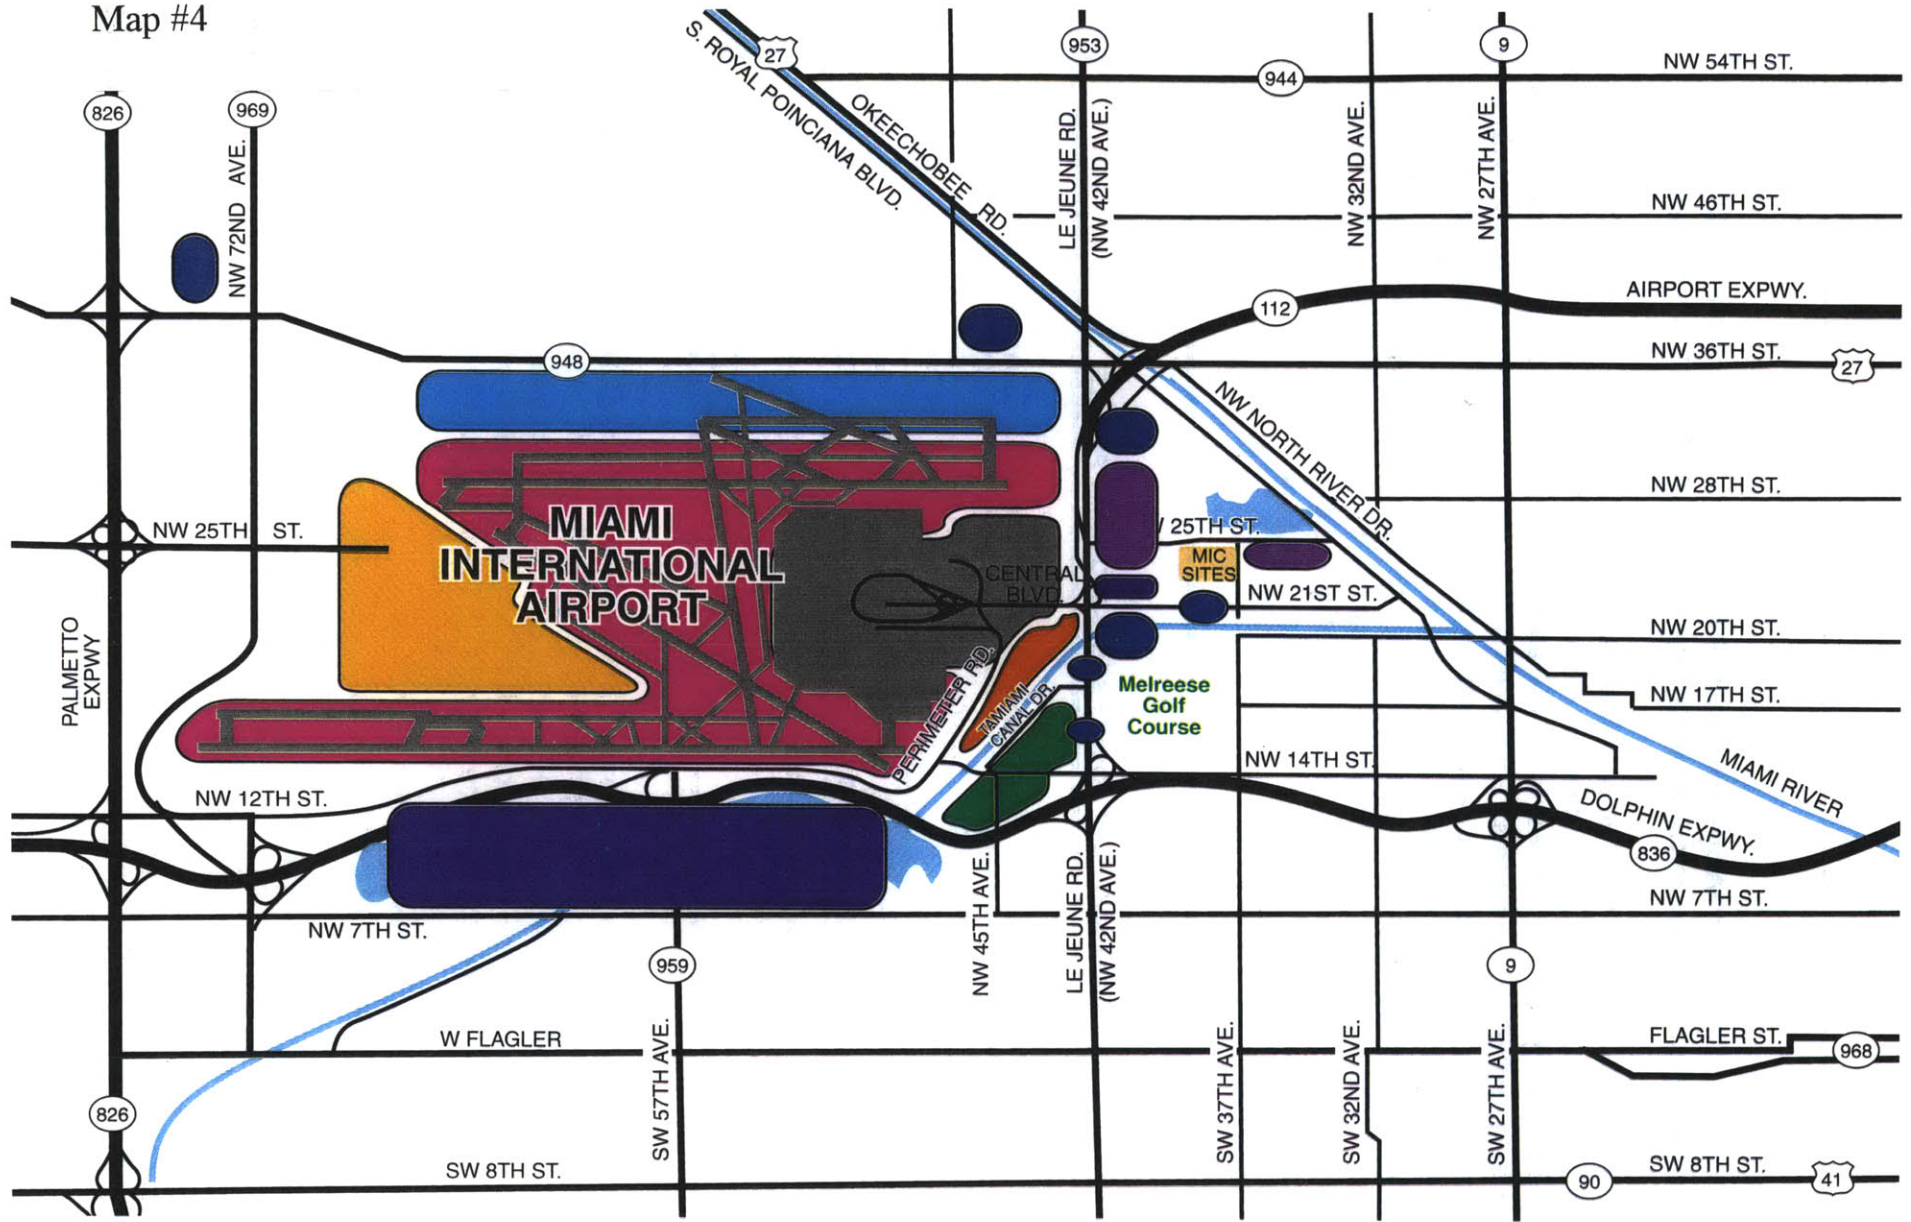 Map #4
27
953
9
944
NW 54TH ST.
826
969
S. ROYAL POINCIANA BLVD.
OKEECHOBEE RD.
LE JEUNE RD.
(NW 42ND AVE.)
NW 32ND AVE.
NW 27TH AVE.
NW 72ND AVE.
NW 46TH ST.
AIRPORT EXPWY.
112
948
NW 36TH ST.
27
NW NORTH RIVER DR.
NW 28TH ST.
NW 25TH ST.
25TH ST.
MIAMI
INTERNATIONAL
AIRPORT
MIC
SITES
CENTRAL
BLVD.
NW 21ST ST.
NW 20TH ST.
PALMETTO
EXPWY
PERIMETER RD.
TAMIAMI
CANAL DR.
Melreese
Golf
Course
NW 17TH ST.
NW 14TH ST.
MIAMI RIVER
NW 12TH ST.
DOLPHIN EXPWY.
836
NW 7TH ST.
NW 7TH ST.
NW 45TH AVE.
LE JEUNE RD.
(NW 42ND AVE.)
959
9
W FLAGLER
FLAGLER ST.
968
SW 57TH AVE.
SW 37TH AVE.
SW 32ND AVE.
SW 27TH AVE.
826
SW 8TH ST.
90
SW 8TH ST.
41